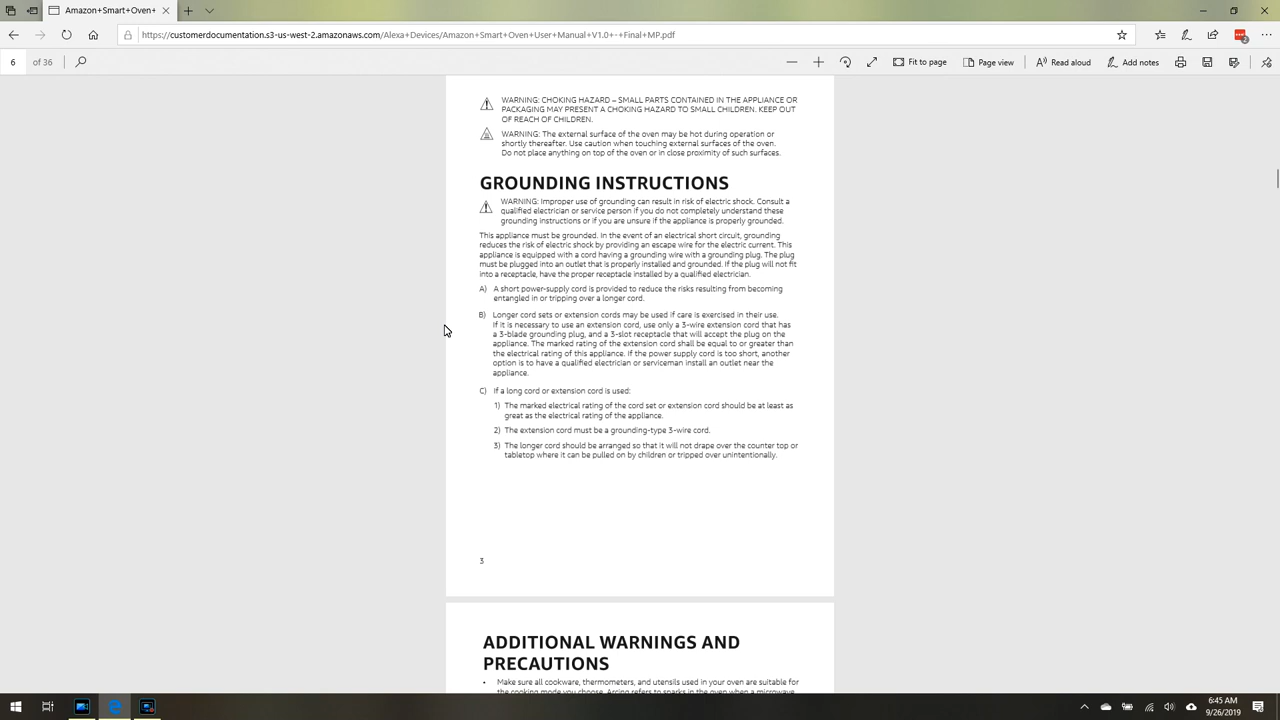 Amazon+Smart+Oven+
https://customerdocumentation.s3-us-west-2.amazonaws.com/Alexa+Devices/Amazon+Smart+Oven+User+Manual+V1.0+-+Final+MP.pdf
6 of 36 Fit to page Page view Read aloud Add notes
WARNING: CHOKING HAZARD – SMALL PARTS CONTAINED IN THE APPLIANCE OR
PACKAGING MAY PRESENT A CHOKING HAZARD TO SMALL CHILDREN. KEEP OUT
OF REACH OF CHILDREN.
WARNING: The external surface of the oven may be hot during operation or
shortly thereafter. Use caution when touching external surfaces of the oven.
Do not place anything on top of the oven or in close proximity of such surfaces.
GROUNDING INSTRUCTIONS
WARNING: Improper use of grounding can result in risk of electric shock. Consult a
qualified electrician or service person if you do not completely understand these
grounding instructions or if you are unsure if the appliance is properly grounded.
This appliance must be grounded. In the event of an electrical short circuit, grounding
reduces the risk of electric shock by providing an escape wire for the electric current. This
appliance is equipped with a cord having a grounding wire with a grounding plug. The plug
must be plugged into an outlet that is properly installed and grounded. If the plug will not fit
into a receptacle, have the proper receptacle installed by a qualified electrician.
A) A short power-supply cord is provided to reduce the risks resulting from becoming
entangled in or tripping over a longer cord.
B) Longer cord sets or extension cords may be used if care is exercised in their use.
If it is necessary to use an extension cord, use only a 3-wire extension cord that has
a 3-blade grounding plug, and a 3-slot receptacle that will accept the plug on the
appliance. The marked rating of the extension cord shall be equal to or greater than
the electrical rating of this appliance. If the power supply cord is too short, another
option is to have a qualified electrician or serviceman install an outlet near the
appliance.
C) If a long cord or extension cord is used:
1) The marked electrical rating of the cord set or extension cord should be at least as
great as the electrical rating of the appliance.
2) The extension cord must be a grounding-type 3-wire cord.
3) The longer cord should be arranged so that it will not drape over the counter top or
tabletop where it can be pulled on by children or tripped over unintentionally.
3
ADDITIONAL WARNINGS AND
PRECAUTIONS
• Make sure all cookware, thermometers, and utensils used in your oven are suitable for
the cooking mode you choose. Arcing refers to sparks in the oven when a microwave
6:45 AM
9/26/2019